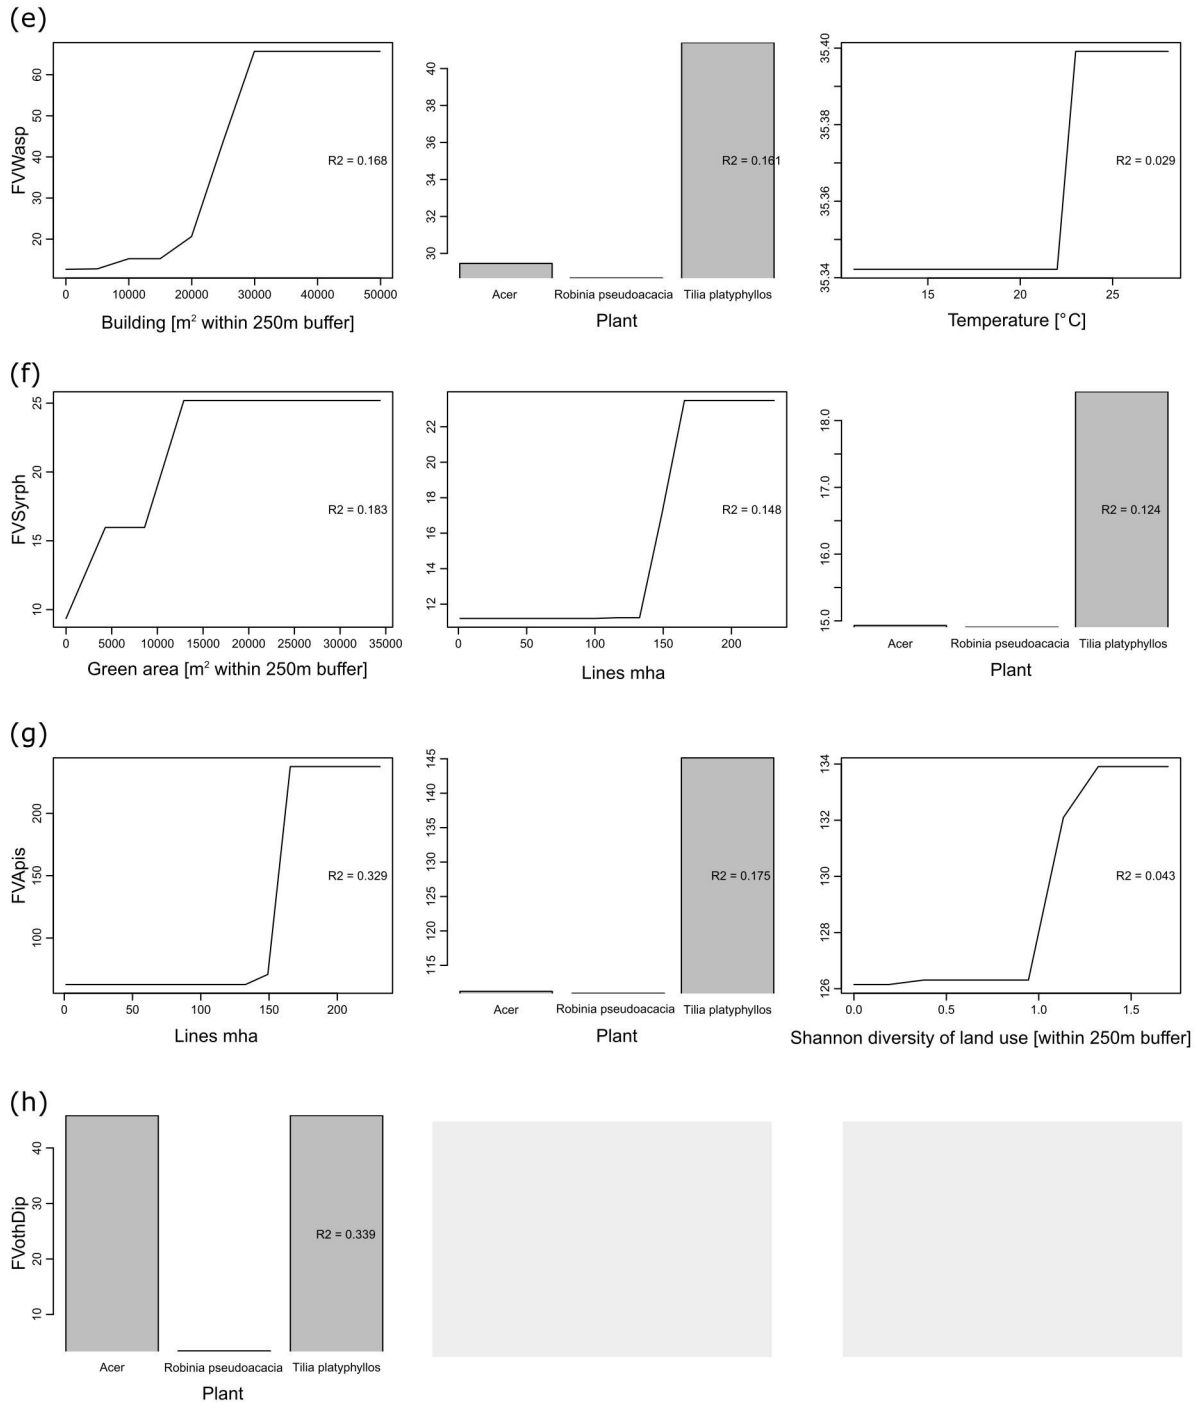 (e)
FVWasp
20 30 40 50 60
R2 = 0.168
0 10000 20000 30000 40000 50000
Building [m² within 250m buffer]
30 32 34 36 38 40
R2 = 0.161
Acer Robinia pseudoacacia Tilia platyphyllos
Plant
35.34 35.36 35.38 35.40
R2 = 0.029
15 20 25
Temperature [°C]
(f)
FVSyrph
10 15 20 25
R2 = 0.183
0 5000 10000 15000 20000 25000 30000 35000
Green area [m² within 250m buffer]
12 14 16 18 20 22
R2 = 0.148
0 50 100 150 200
Lines mha
15.0 16.0 17.0 18.0
R2 = 0.124
Acer Robinia pseudoacacia Tilia platyphyllos
Plant
(g)
FVApis
100 150 200
R2 = 0.329
0 50 100 150 200
Lines mha
115 120 125 130 135 140 145
R2 = 0.175
Acer Robinia pseudoacacia Tilia platyphyllos
Plant
126 128 130 132 134
R2 = 0.043
0.0 0.5 1.0 1.5
Shannon diversity of land use [within 250m buffer]
(h)
FVothDip
10 20 30 40
R2 = 0.339
Acer Robinia pseudoacacia Tilia platyphyllos
Plant